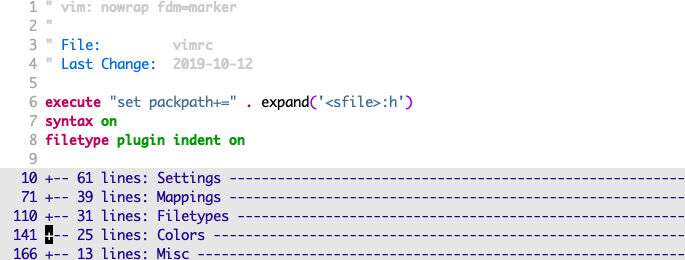 1 " vim: nowrap fdm=marker
2 "
3 " File: vimrc
4 " Last Change: 2019-10-12
5
6 execute "set packpath+=" . expand('<sfile>:h')
7 syntax on
8 filetype plugin indent on
9
10 +-- 61 lines: Settings ---------------------------------------------------------
71 +-- 39 lines: Mappings ---------------------------------------------------------
110 +-- 31 lines: Filetypes --------------------------------------------------------
141 +-- 25 lines: Colors -----------------------------------------------------------
166 +-- 13 lines: Misc -------------------------------------------------------------